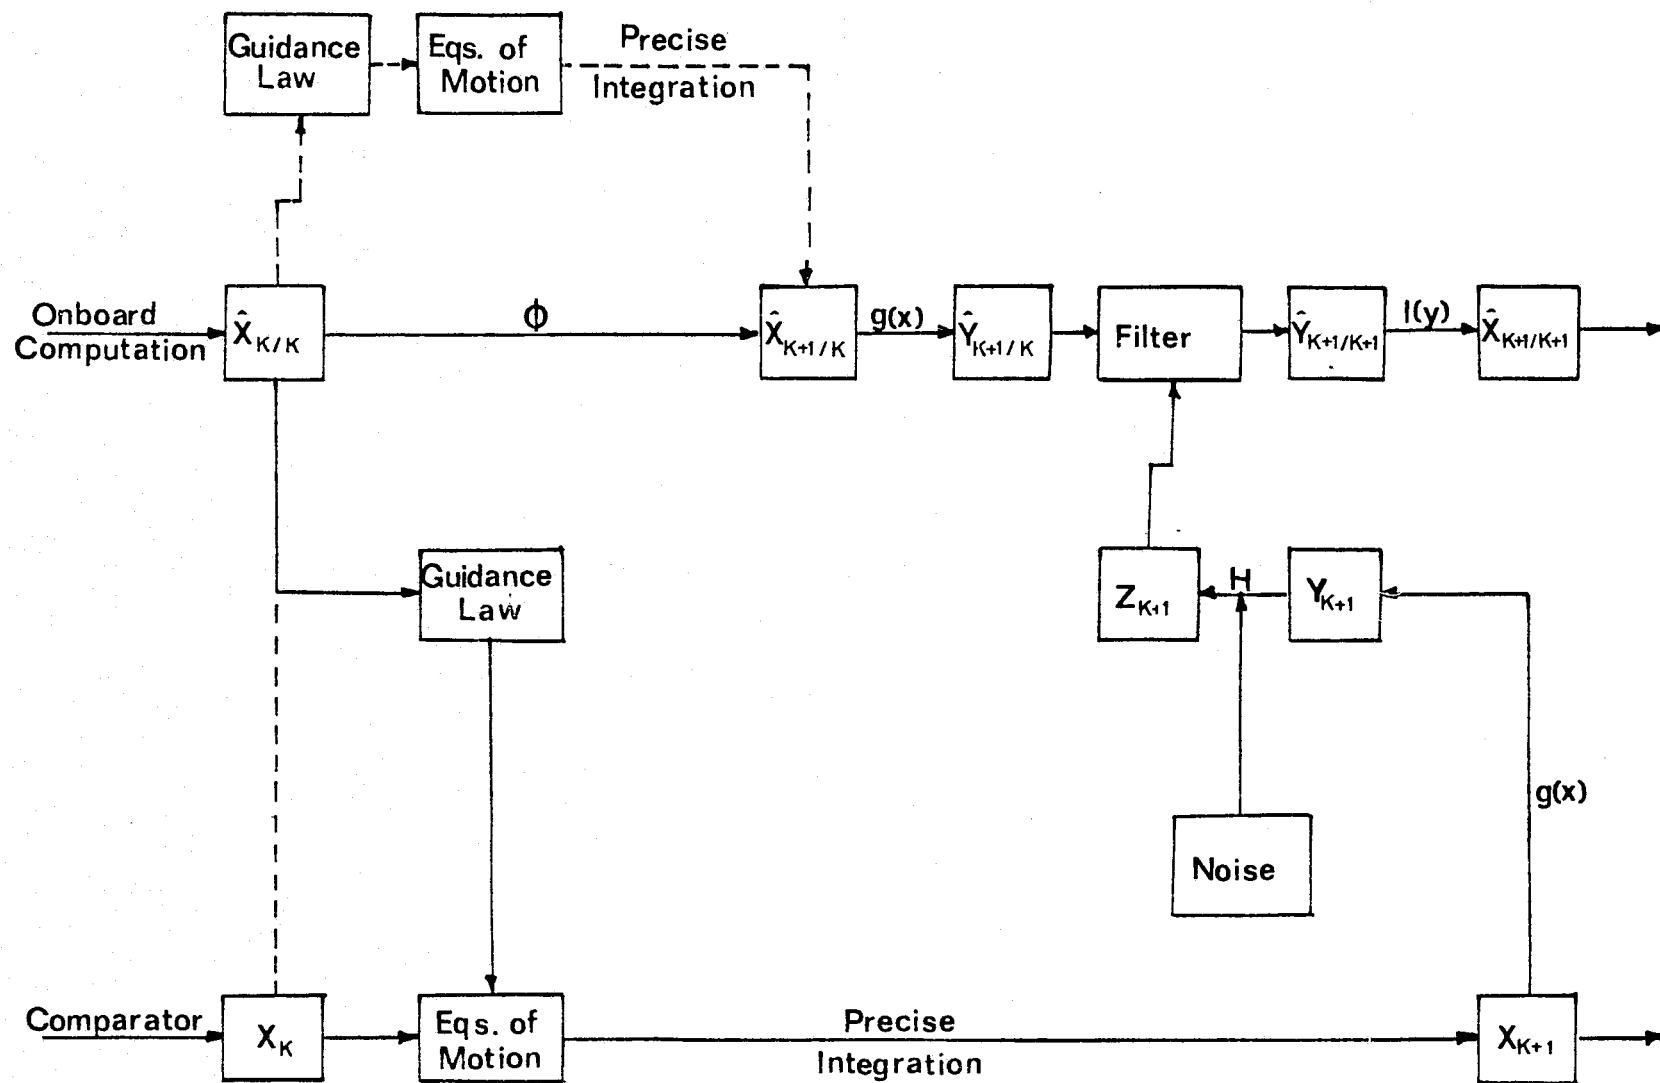 Guidance
Law
Eqs. of
Motion
Precise
Integration
Onboard
Computation
X̂K/K
Φ
X̂K+1/K
g(x)
ŶK+1/K
Filter
ŶK+1/K+1
l(y)
X̂K+1/K+1
Guidance
Law
ZK+1
H
YK+1
g(x)
Noise
Comparator
XK
Eqs. of
Motion
Precise
Integration
XK+1